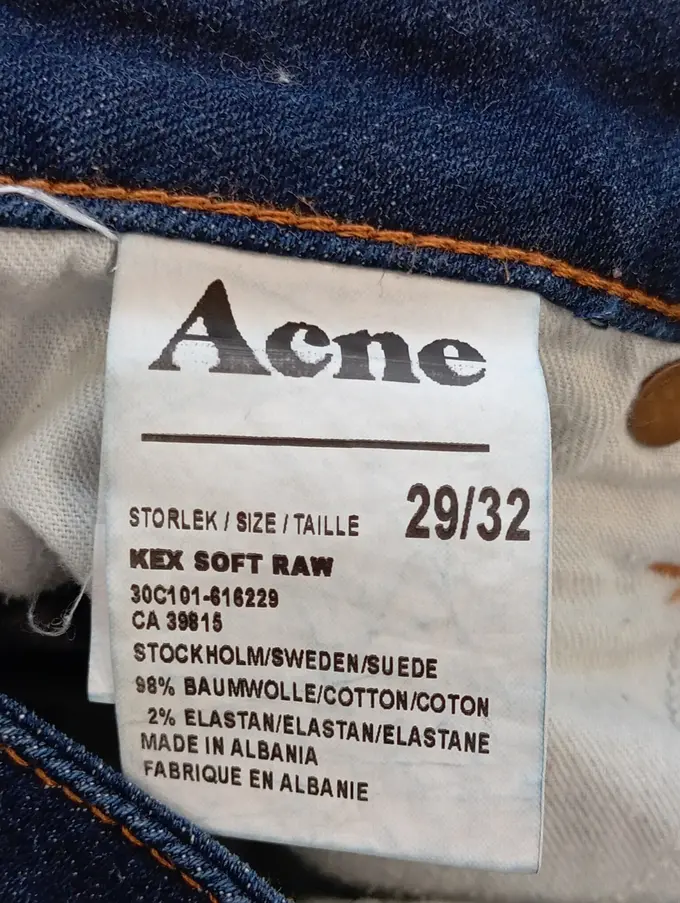 Acne
STORLEK / SIZE / TAILLE 29/32
KEX SOFT RAW
30C101-616229
CA 39815
STOCKHOLM/SWEDEN/SUEDE
98% BAUMWOLLE/COTTON/COTON
2% ELASTAN/ELASTAN/ELASTANE
MADE IN ALBANIA
FABRIQUE EN ALBANIE